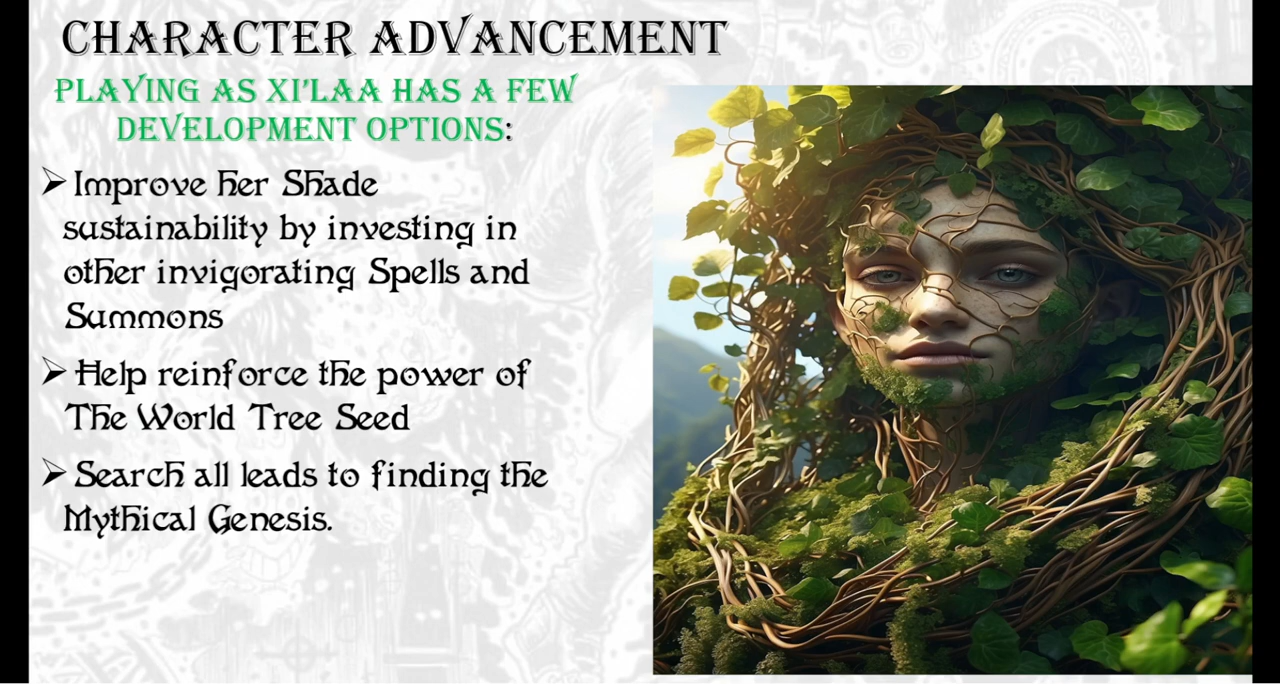 CHARACTER ADVANCEMENT
PLAYING AS XI'LAA HAS A FEW
DEVELOPMENT OPTIONS:
➢ Improve her Shade
sustainability by investing in
other invigorating Spells and
Summons
➢ Help reinforce the power of
The World Tree Seed
➢ Search all leads to finding the
Mythical Genesis.